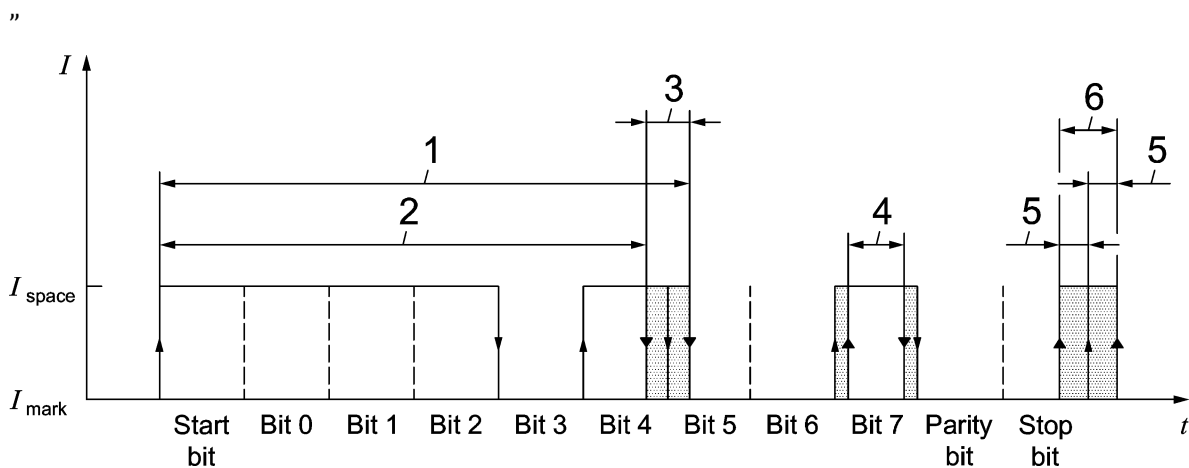 ”
I
3
6
1
5
2
4
5
I space
I mark
Start bit
Bit 0
Bit 1
Bit 2
Bit 3
Bit 4
Bit 5
Bit 6
Bit 7
Parity bit
Stop bit
t